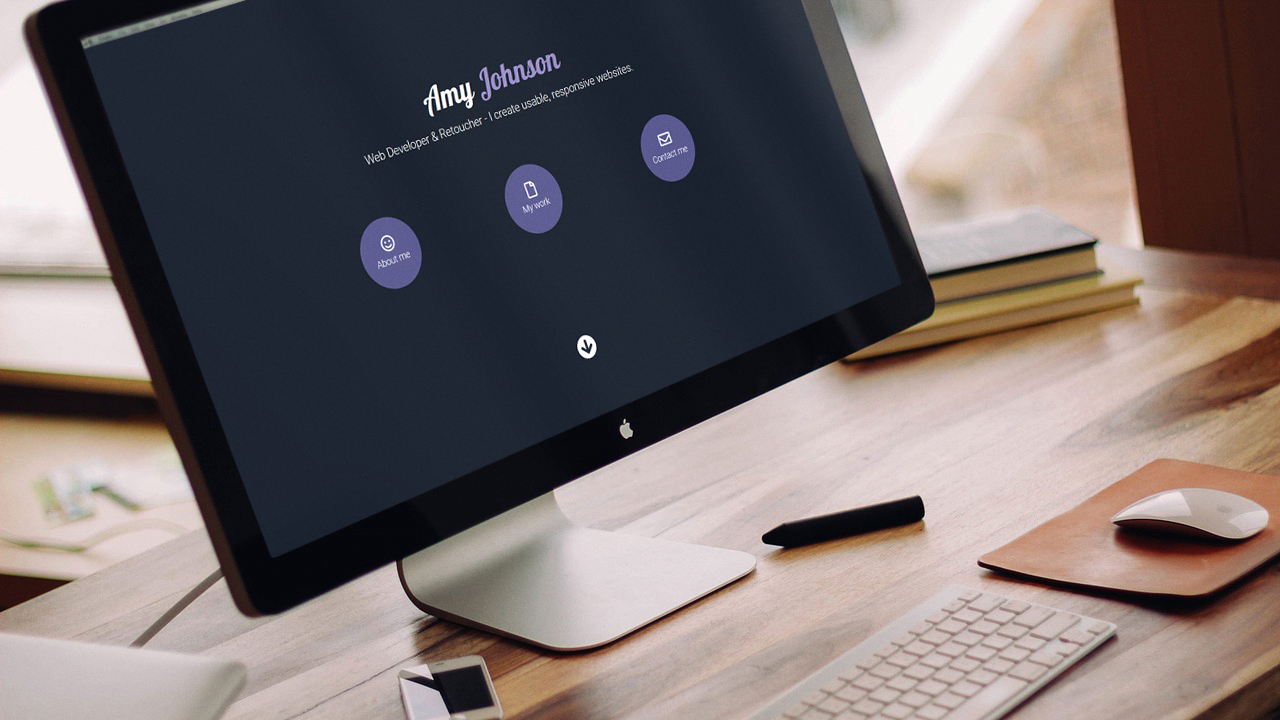 Amy Johnson
Web Developer & Retoucher - I create usable, responsive websites.
About me
My work
Contact me